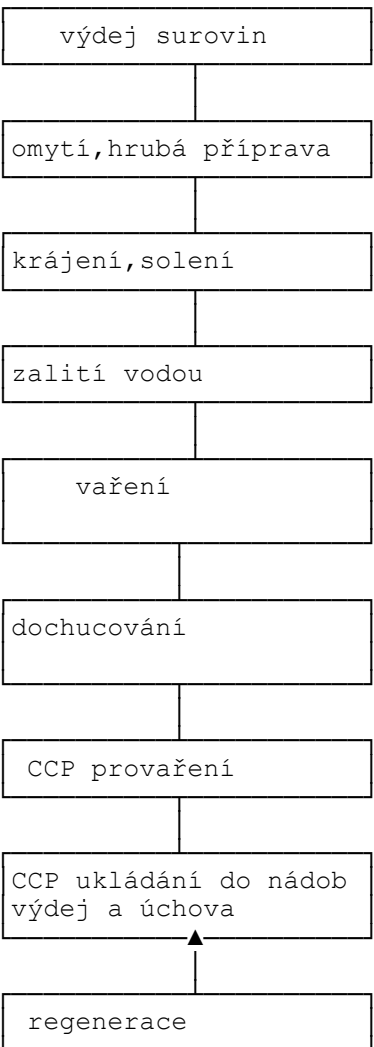 výdej surovin
omytí,hrubá příprava
krájení,solení
zalití vodou
vaření
dochucování
CCP provaření
CCP ukládání do nádob
výdej a úchova
regenerace